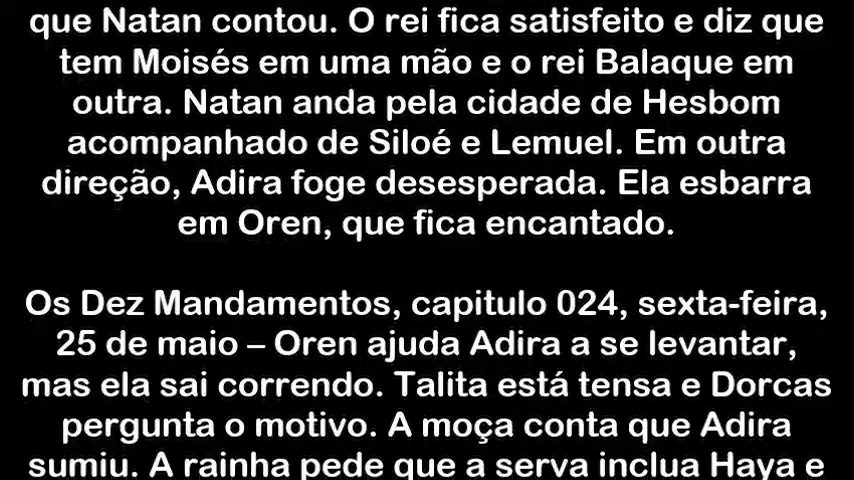 que Natan contou. O rei fica satisfeito e diz que
tem Moisés em uma mão e o rei Balaque em
outra. Natan anda pela cidade de Hesbom
acompanhado de Siloé e Lemuel. Em outra
direção, Adira foge desesperada. Ela esbarra
em Oren, que fica encantado.
Os Dez Mandamentos, capitulo 024, sexta-feira,
25 de maio – Oren ajuda Adira a se levantar,
mas ela sai correndo. Talita está tensa e Dorcas
pergunta o motivo. A moça conta que Adira
sumiu. A rainha pede que a serva inclua Haya e